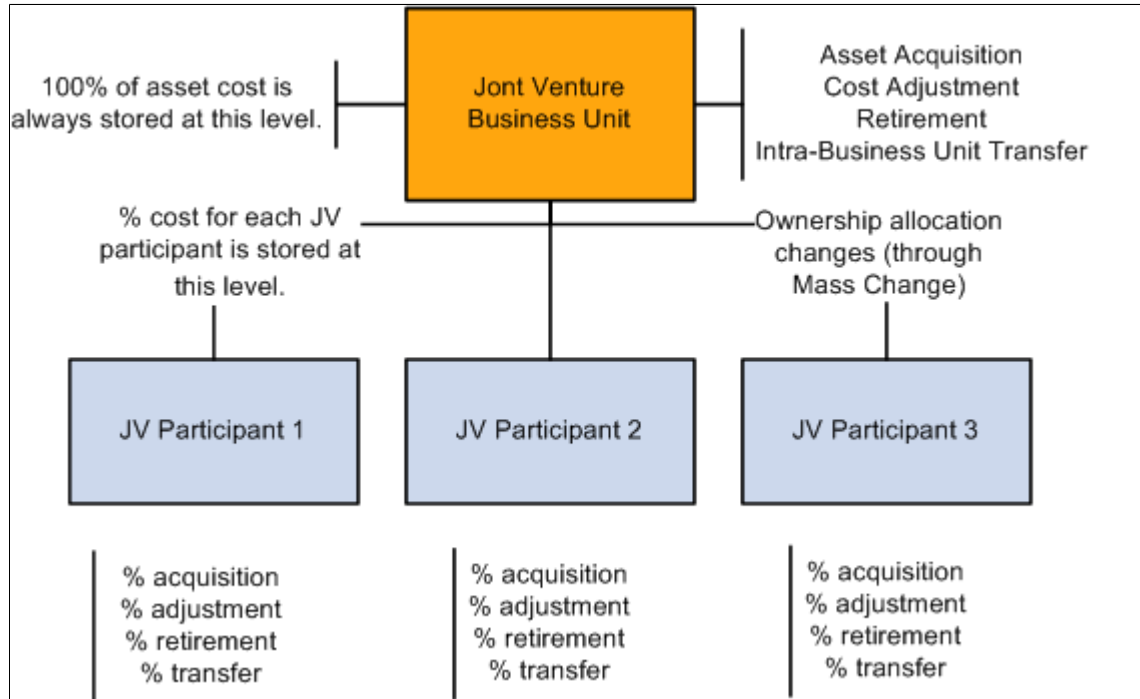 100% of asset cost is
always stored at this level.
Jont Venture
Business Unit
Asset Acquisition
Cost Adjustment
Retirement
Intra-Business Unit Transfer
% cost for each JV
participant is stored at
this level.
Ownership allocation
changes (through
Mass Change)
JV Participant 1
JV Participant 2
JV Participant 3
% acquisition
% adjustment
% retirement
% transfer
% acquisition
% adjustment
% retirement
% transfer
% acquisition
% adjustment
% retirement
% transfer